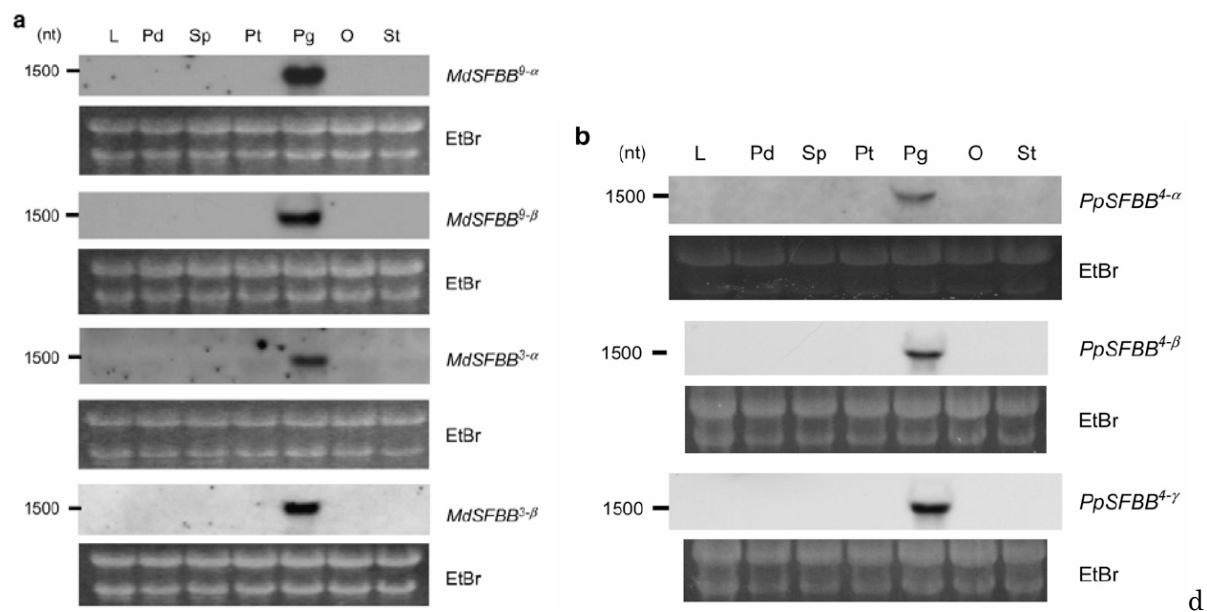 a
(nt) L Pd Sp Pt Pg O St
1500 MdSFBB⁹⁻ᵅ
EtBr
1500 MdSFBB⁹⁻ᵝ
EtBr
1500 MdSFBB³⁻ᵅ
EtBr
1500 MdSFBB³⁻ᵝ
EtBr
b
(nt) L Pd Sp Pt Pg O St
1500 PpSFBB⁴⁻ᵅ
EtBr
1500 PpSFBB⁴⁻ᵝ
EtBr
1500 PpSFBB⁴⁻ᵞ
EtBr
d